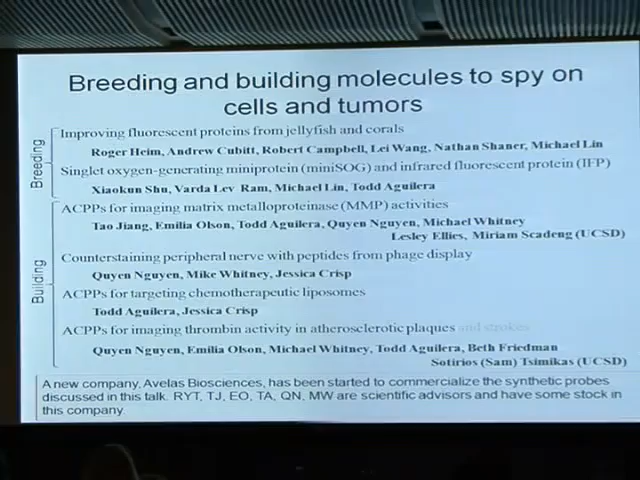 Breeding and building molecules to spy on
cells and tumors
Breeding
Improving fluorescent proteins from jellyfish and corals
Roger Heim, Andrew Cubitt, Robert Campbell, Lei Wang, Nathan Shaner, Michael Lin
Singlet oxygen-generating miniprotein (miniSOG) and infrared fluorescent protein (IFP)
Xiaokun Shu, Varda Lev Ram, Michael Lin, Todd Aguilera
Building
ACPPs for imaging matrix metalloproteinase (MMP) activities
Tao Jiang, Emilia Olson, Todd Aguilera, Quyen Nguyen, Michael Whitney
Lesley Ellies, Miriam Scadeng (UCSD)
Counterstaining peripheral nerve with peptides from phage display
Quyen Nguyen, Mike Whitney, Jessica Crisp
ACPPs for targeting chemotherapeutic liposomes
Todd Aguilera, Jessica Crisp
ACPPs for imaging thrombin activity in atherosclerotic plaques and strokes
Quyen Nguyen, Emilia Olson, Michael Whitney, Todd Aguilera, Beth Friedman
Sotirios (Sam) Tsimikas (UCSD)
A new company, Avelas Biosciences, has been started to commercialize the synthetic probes
discussed in this talk. RYT, TJ, EO, TA, QN, MW are scientific advisors and have some stock in
this company.